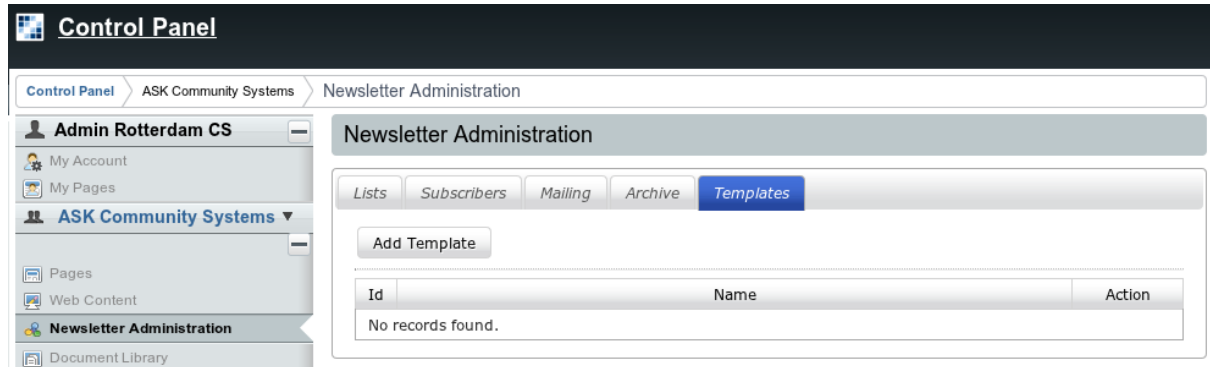 Control Panel
Control Panel ASK Community Systems Newsletter Administration
Admin Rotterdam CS
My Account
My Pages
ASK Community Systems
Pages
Web Content
Newsletter Administration
Document Library
Newsletter Administration
Lists Subscribers Mailing Archive Templates
Add Template
Id Name Action
No records found.